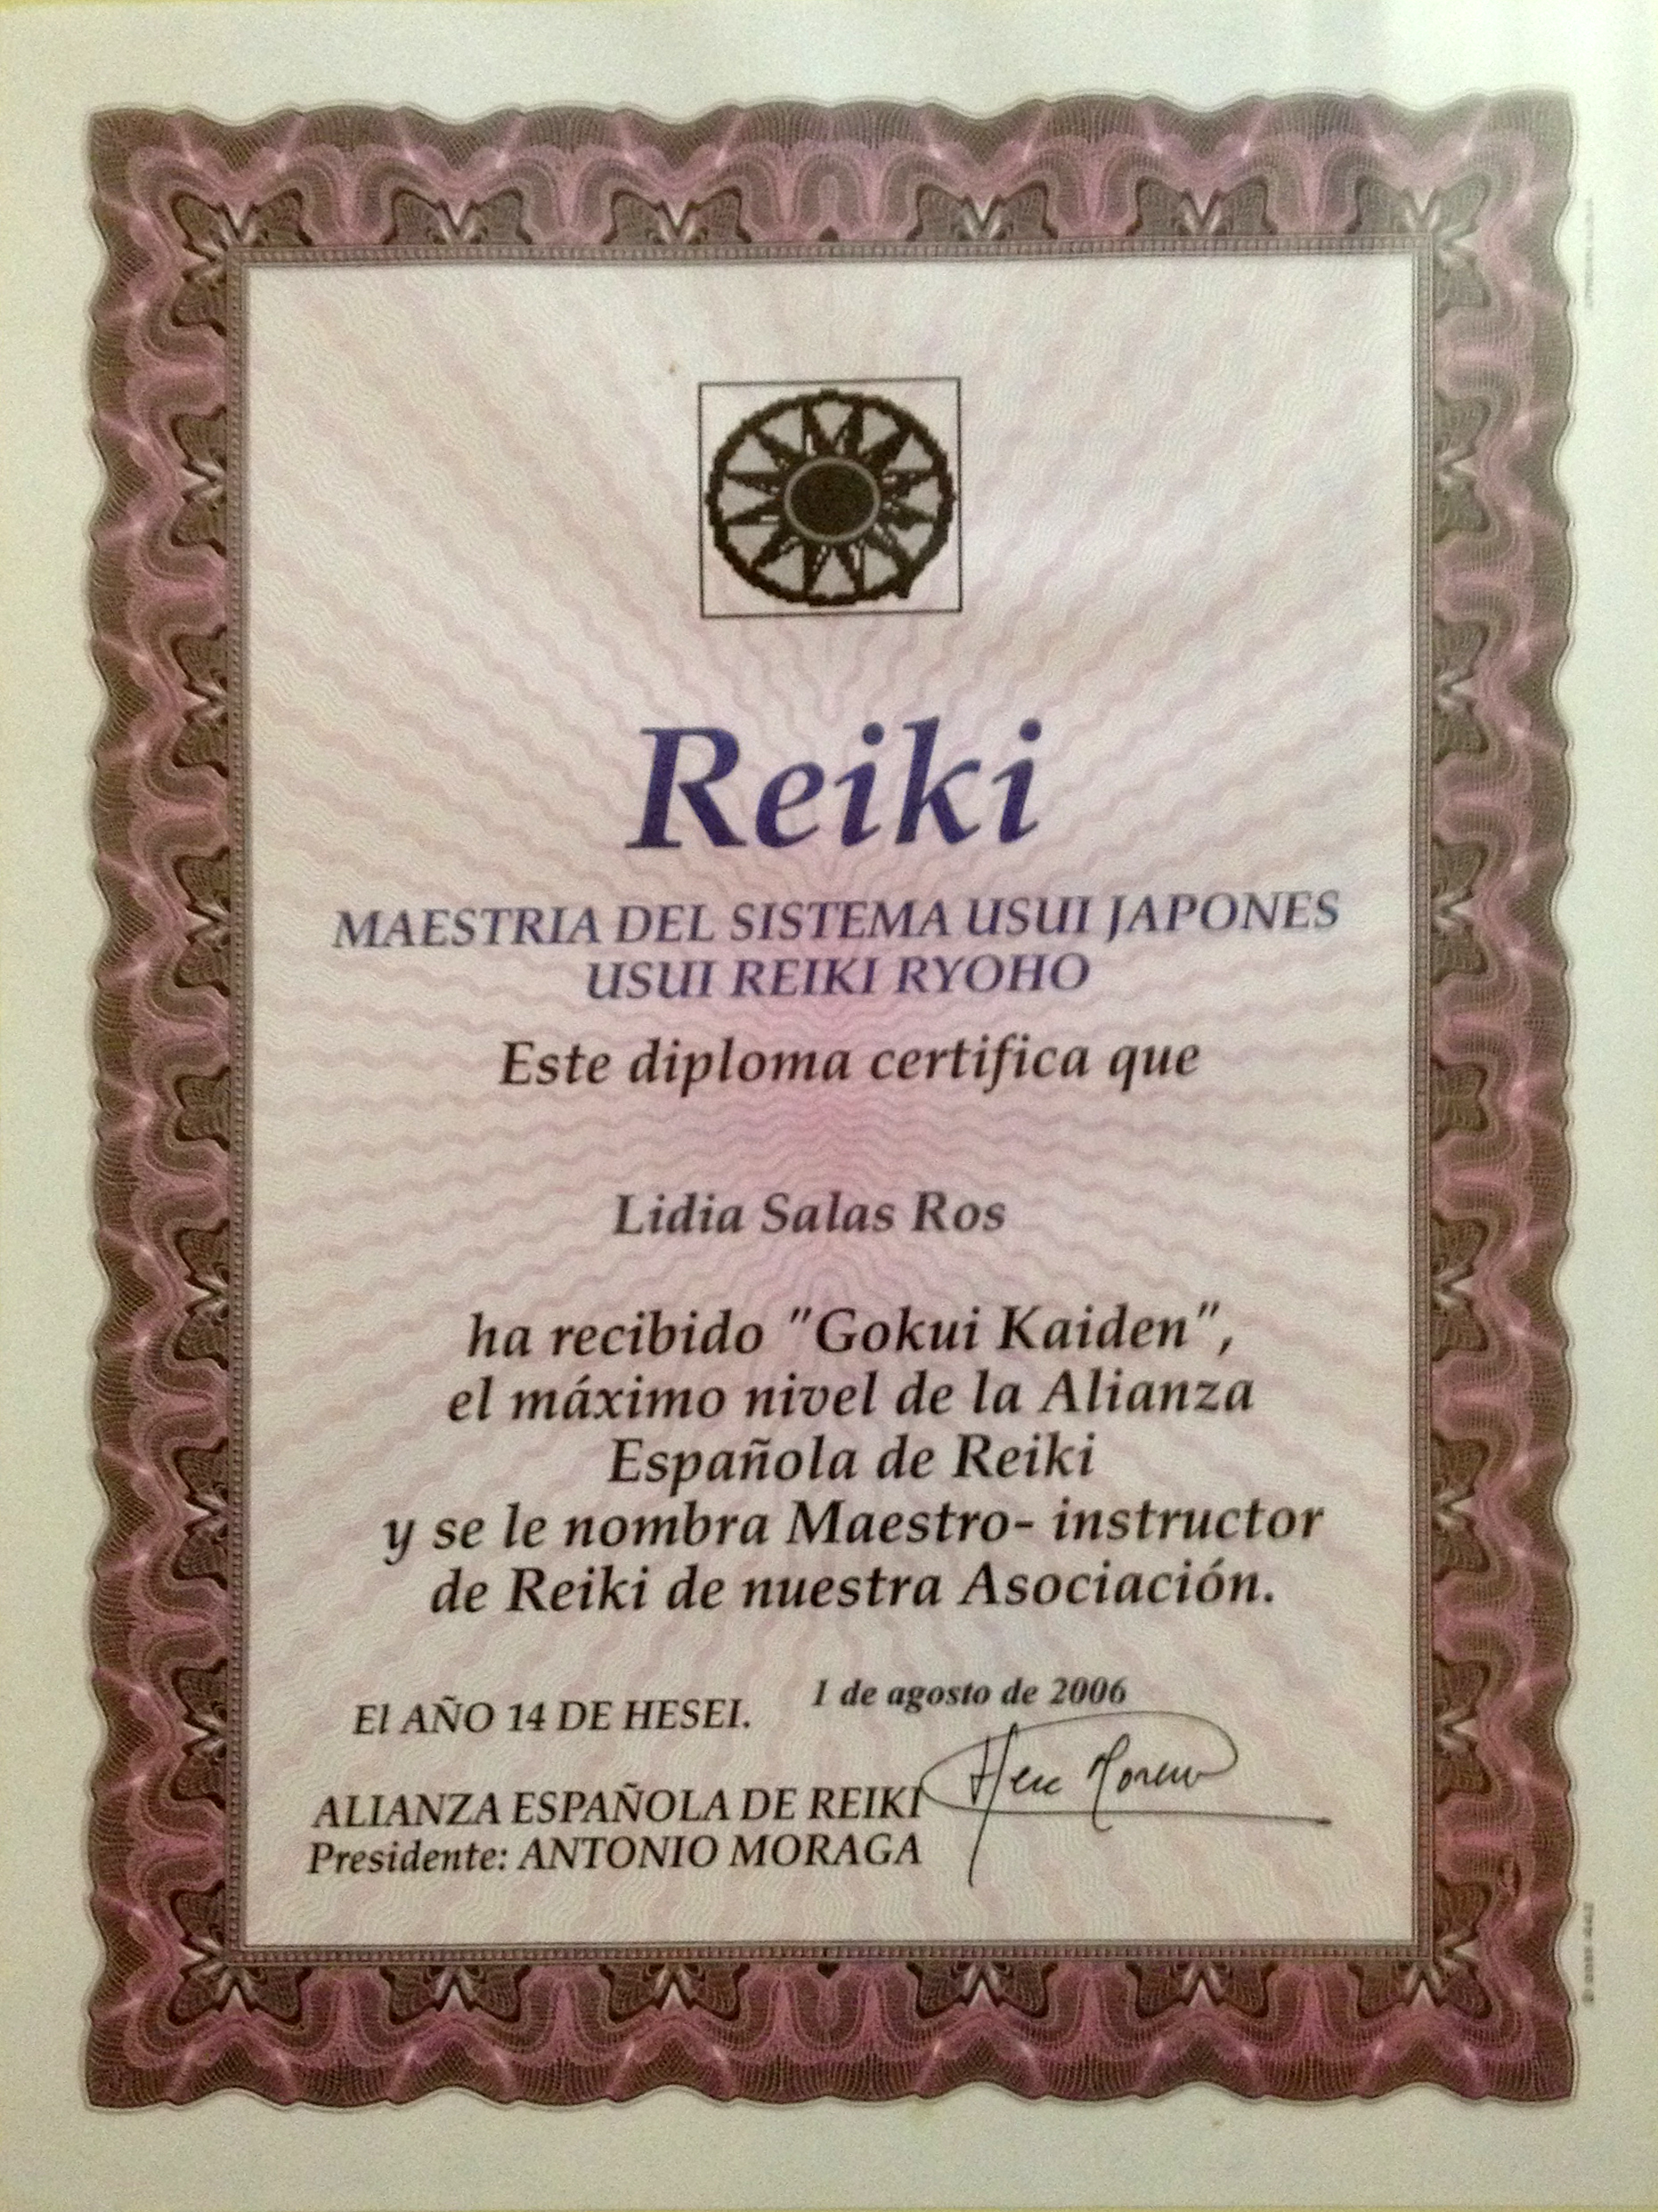 Reiki
MAESTRIA DEL SISTEMA USUI JAPONES
USUI REIKI RYOHO
Este diploma certifica que
Lidia Salas Ros
ha recibido "Gokui Kaiden",
el máximo nivel de la Alianza
Española de Reiki
y se le nombra Maestro- instructor
de Reiki de nuestra Asociación.
El AÑO 14 DE HESEI. 1 de agosto de 2006
ALIANZA ESPAÑOLA DE REIKI
Presidente: ANTONIO MORAGA